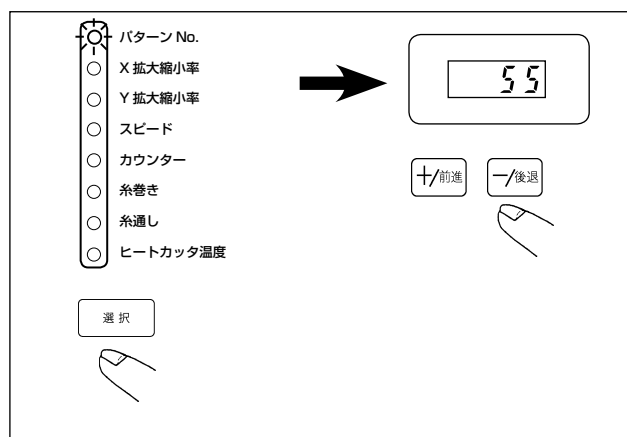 パターン No.
X 拡大縮小率
Y 拡大縮小率
スピード
カウンター
糸巻き
糸通し
ヒートカッタ温度
選 択
55
+/前進
−/後退